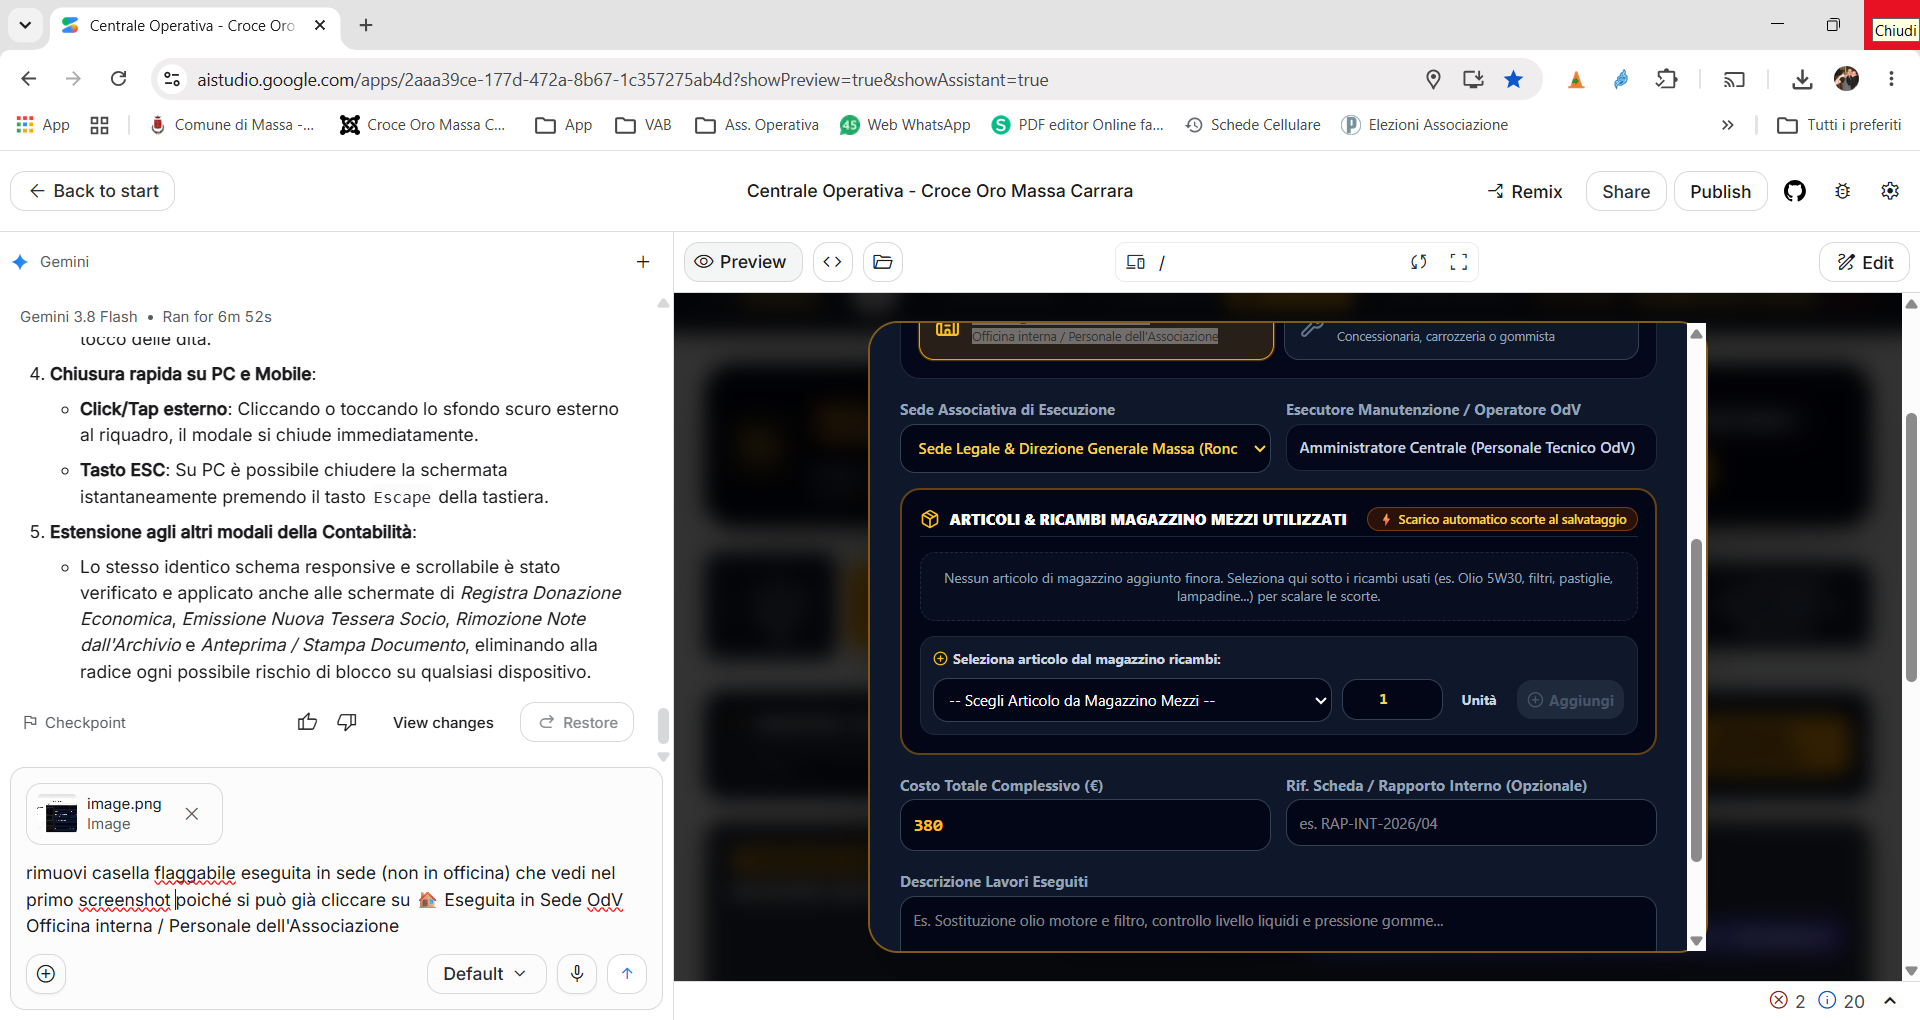 Centrale Operativa - Croce Oro
Chiudi
aistudio.google.com/apps/2aaa39ce-177d-472a-8b67-1c357275ab4d?showPreview=true&showAssistant=true
App
Comune di Massa -...
Croce Oro Massa C...
App
VAB
Ass. Operativa
45 Web WhatsApp
PDF editor Online fa...
Schede Cellulare
Elezioni Associazione
Tutti i preferiti
Back to start
Centrale Operativa - Croce Oro Massa Carrara
Remix
Share
Publish
Gemini
Preview
/
Edit
Gemini 3.8 Flash • Ran for 6m 52s
tocco delle dita.
4. Chiusura rapida su PC e Mobile:
Click/Tap esterno: Cliccando o toccando lo sfondo scuro esterno
al riquadro, il modale si chiude immediatamente.
Tasto ESC: Su PC è possibile chiudere la schermata
istantaneamente premendo il tasto Escape della tastiera.
5. Estensione agli altri modali della Contabilità:
Lo stesso identico schema responsive e scrollabile è stato
verificato e applicato anche alle schermate di Registra Donazione
Economica, Emissione Nuova Tessera Socio, Rimozione Note
dall'Archivio e Anteprima / Stampa Documento, eliminando alla
radice ogni possibile rischio di blocco su qualsiasi dispositivo.
Checkpoint
View changes
Restore
image.png
Image
rimuovi casella flaggabile eseguita in sede (non in officina) che vedi nel
primo screenshot poiché si può già cliccare su 🏠 Eseguita in Sede OdV
Officina interna / Personale dell'Associazione
Default
Officina interna / Personale dell'Associazione
Concessionaria, carrozzeria o gommista
Sede Associativa di Esecuzione
Sede Legale & Direzione Generale Massa (Ronc
Esecutore Manutenzione / Operatore OdV
Amministratore Centrale (Personale Tecnico OdV)
ARTICOLI & RICAMBI MAGAZZINO MEZZI UTILIZZATI
Scarico automatico scorte al salvataggio
Nessun articolo di magazzino aggiunto finora. Seleziona qui sotto i ricambi usati (es. Olio 5W30, filtri, pastiglie,
lampadine...) per scalare le scorte.
Seleziona articolo dal magazzino ricambi:
-- Scegli Articolo da Magazzino Mezzi --
1
Unità
Aggiungi
Costo Totale Complessivo (€)
380
Rif. Scheda / Rapporto Interno (Opzionale)
es. RAP-INT-2026/04
Descrizione Lavori Eseguiti
Es. Sostituzione olio motore e filtro, controllo livello liquidi e pressione gomme...
2
20